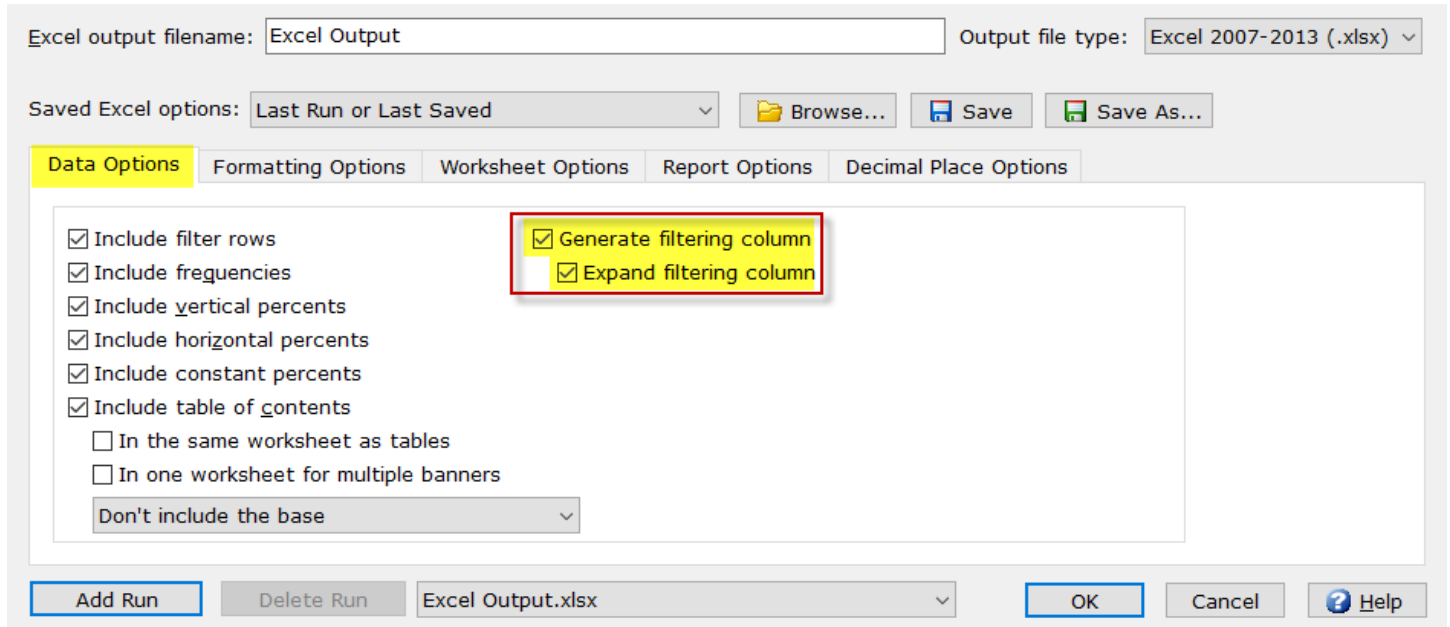 Excel output filename: Excel Output Output file type: Excel 2007-2013 (.xlsx)
Saved Excel options: Last Run or Last Saved Browse... Save Save As...
Data Options Formatting Options Worksheet Options Report Options Decimal Place Options
Include filter rows Generate filtering column
Include frequencies Expand filtering column
Include vertical percents
Include horizontal percents
Include constant percents
Include table of contents
In the same worksheet as tables
In one worksheet for multiple banners
Don't include the base
Add Run Delete Run Excel Output.xlsx OK Cancel Help